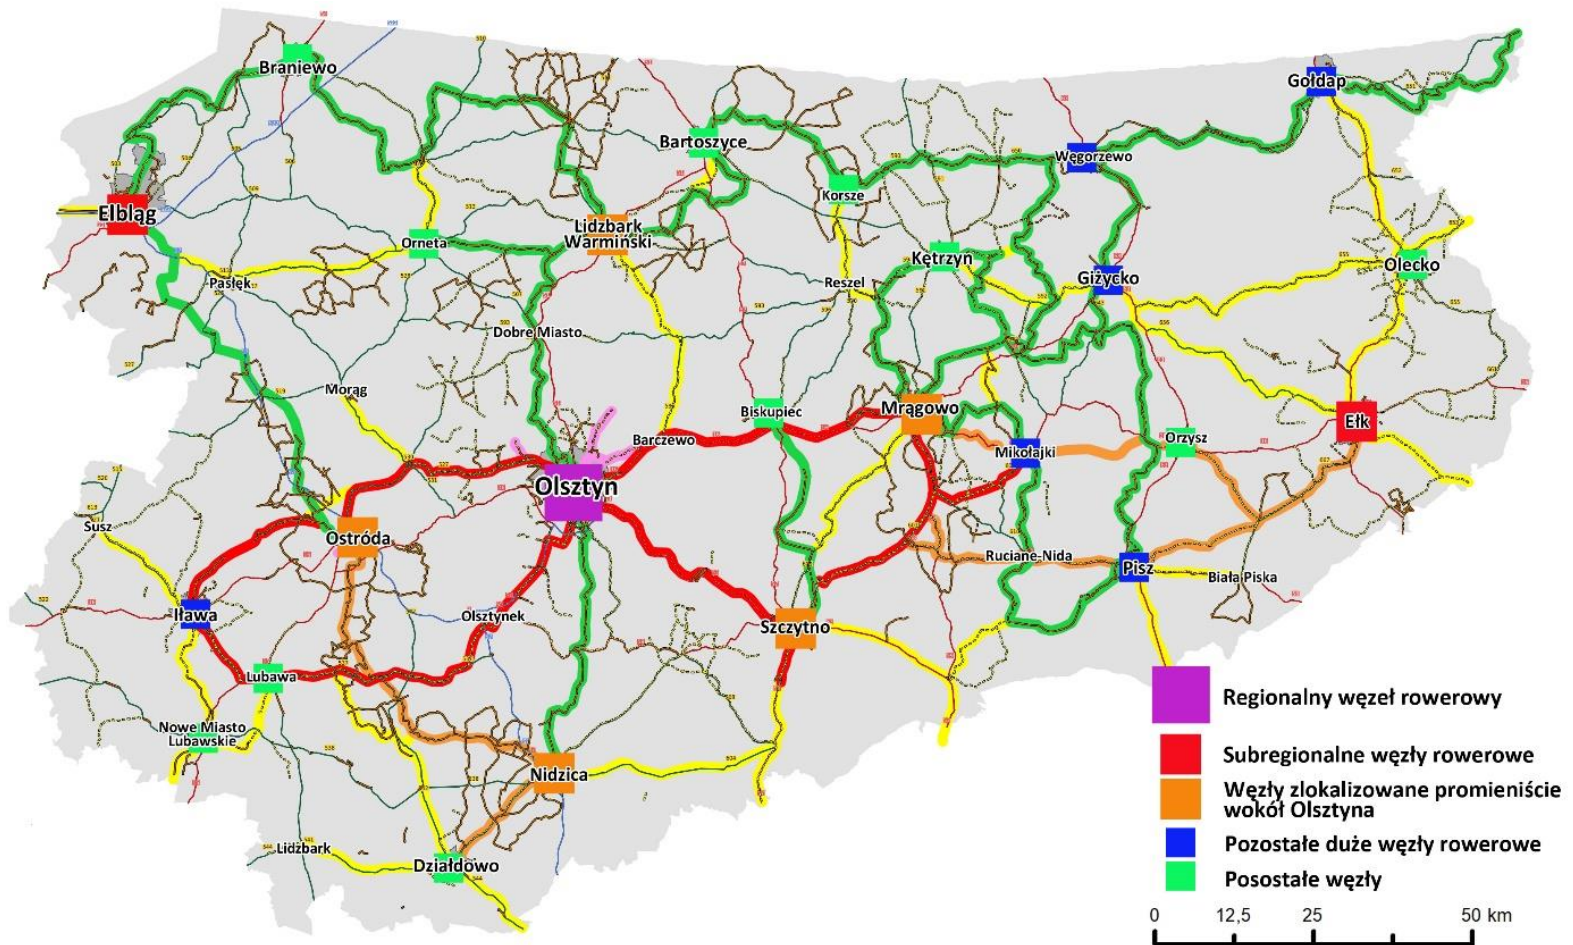 Braniewo
Gołdap
Bartoszyce
Węgorzewo
Korsze
Elbląg
Lidzbark
Warmiński
Orneta
Kętrzyn
Olecko
Giżycko
Pasłęk
Reszel
Dobre Miasto
Morąg
Mrągowo
Biskupiec
Ełk
Barczewo
Orzysz
Mikołajki
Olsztyn
Susz
Ostróda
Ruciane-Nida
Pisz
Biała Piska
Iława
Olsztynek
Szczytno
Lubawa
Nowe Miasto
Lubawskie
Nidzica
Lidzbark
Działdowo
Regionalny węzeł rowerowy
Subregionalne węzły rowerowe
Węzły zlokalizowane promieniście
wokół Olsztyna
Pozostałe duże węzły rowerowe
Posostałe węzły
0 12,5 25 50 km